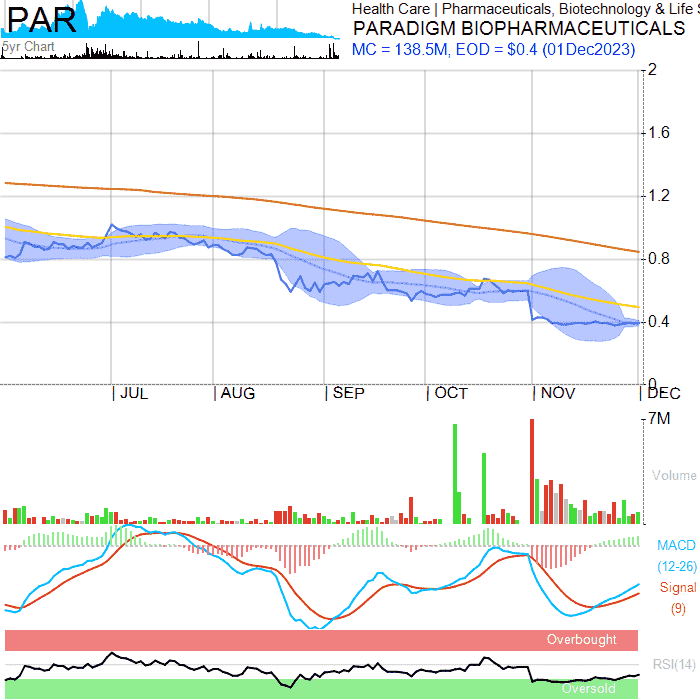 PAR
5yr Chart
Health Care | Pharmaceuticals, Biotechnology & Life S
PARADIGM BIOPHARMACEUTICALS
MC = 138.5M, EOD = $0.4 (01Dec2023)
2
1.6
1.2
0.8
0.4
0
JUL
AUG
SEP
OCT
NOV
DEC
7M
Volume
MACD
(12-26)
Signal
(9)
Overbought
RSI(14)
Oversold